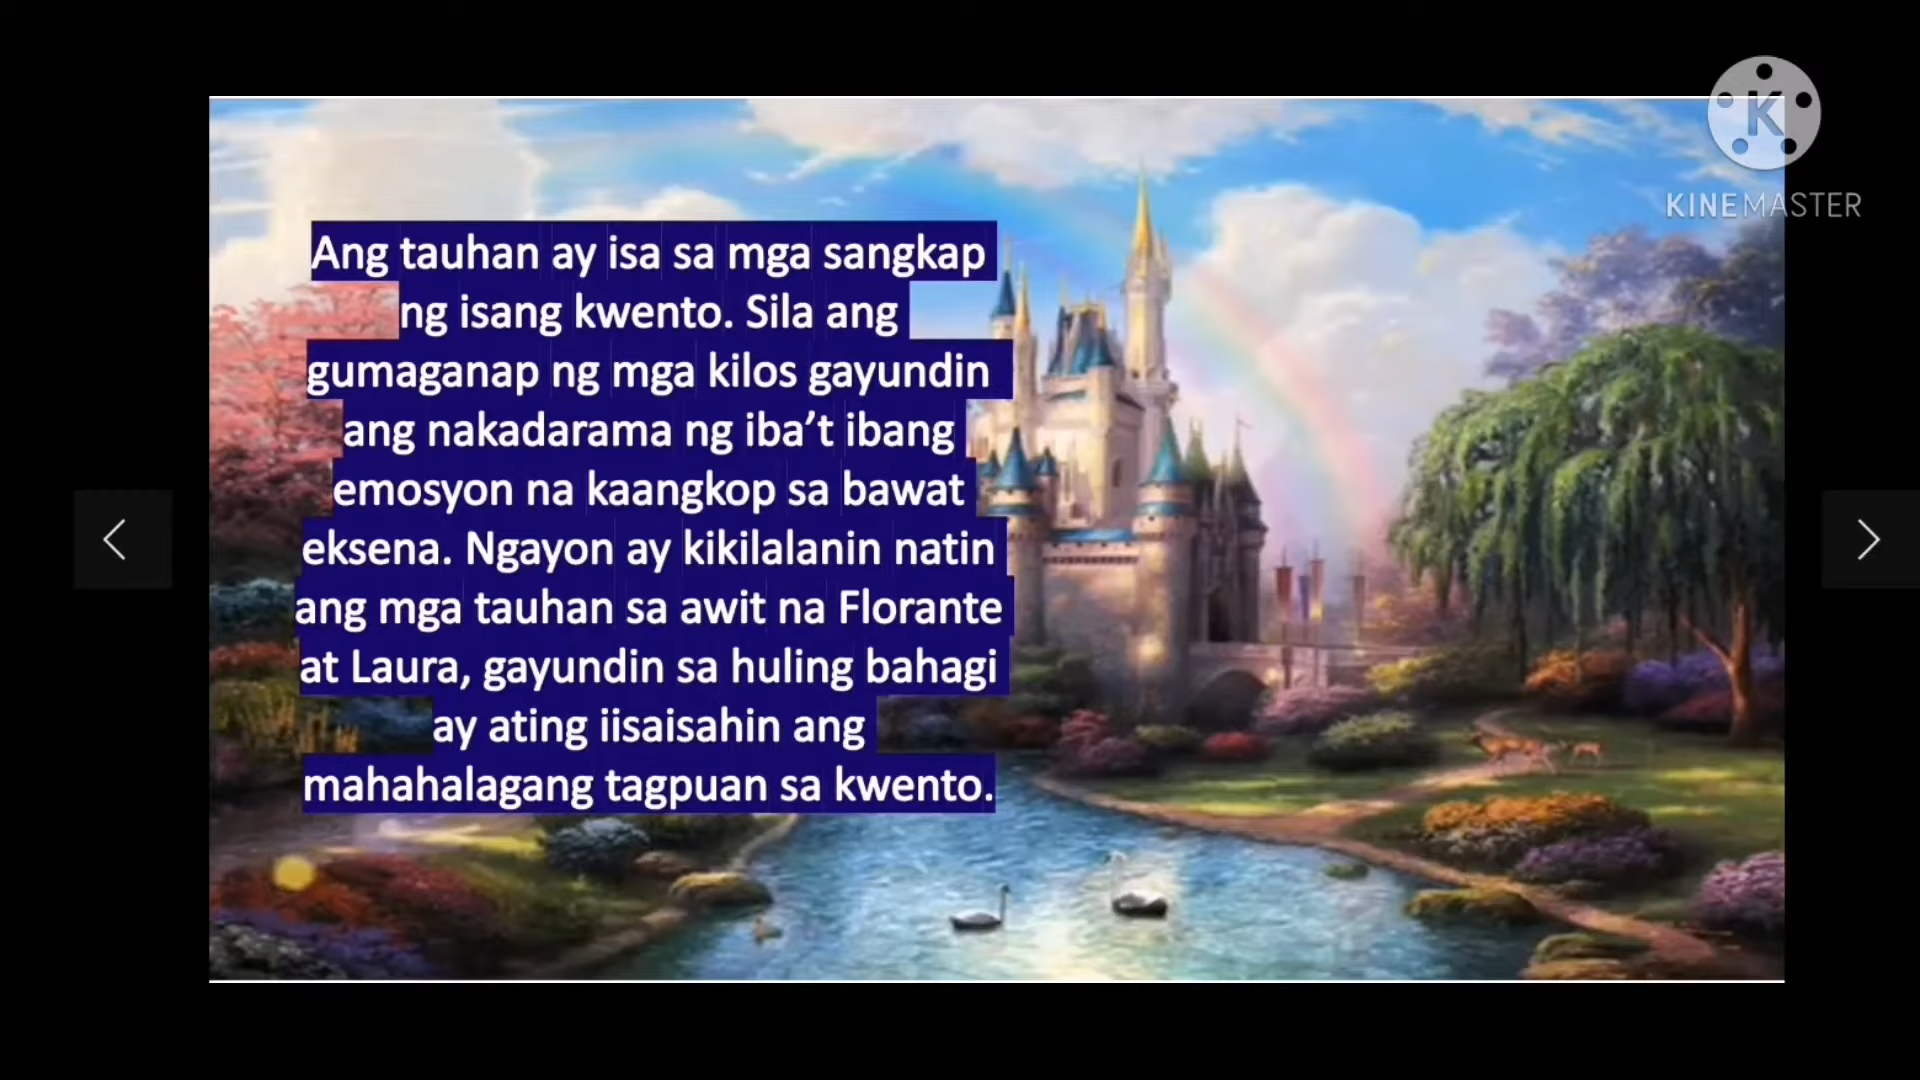 Ang tauhan ay isa sa mga sangkap
ng isang kwento. Sila ang
gumaganap ng mga kilos gayundin
ang nakadarama ng iba’t ibang
emosyon na kaangkop sa bawat
eksena. Ngayon ay kikilalanin natin
ang mga tauhan sa awit na Florante
at Laura, gayundin sa huling bahagi
ay ating iisaisahin ang
mahahalagang tagpuan sa kwento.
K
KINEMASTER